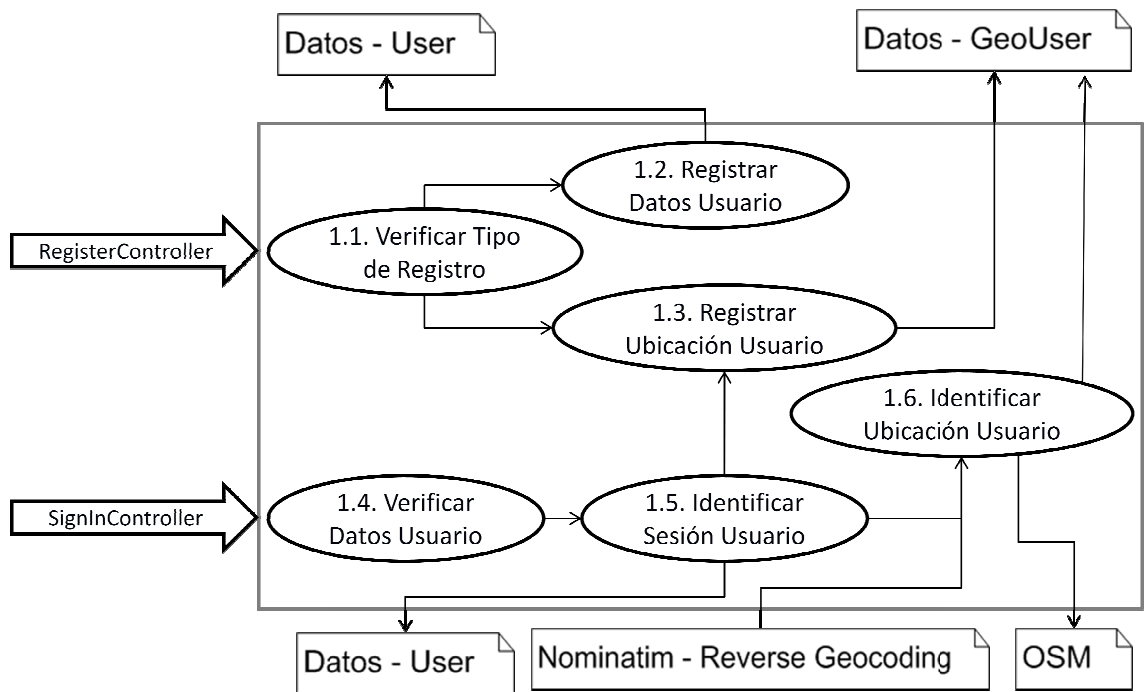 Datos - User
Datos - GeoUser
1.2. Registrar
Datos Usuario
RegisterController
1.1. Verificar Tipo
de Registro
1.3. Registrar
Ubicación Usuario
1.6. Identificar
Ubicación Usuario
SignInController
1.4. Verificar
Datos Usuario
1.5. Identificar
Sesión Usuario
Datos - User
Nominatim - Reverse Geocoding
OSM